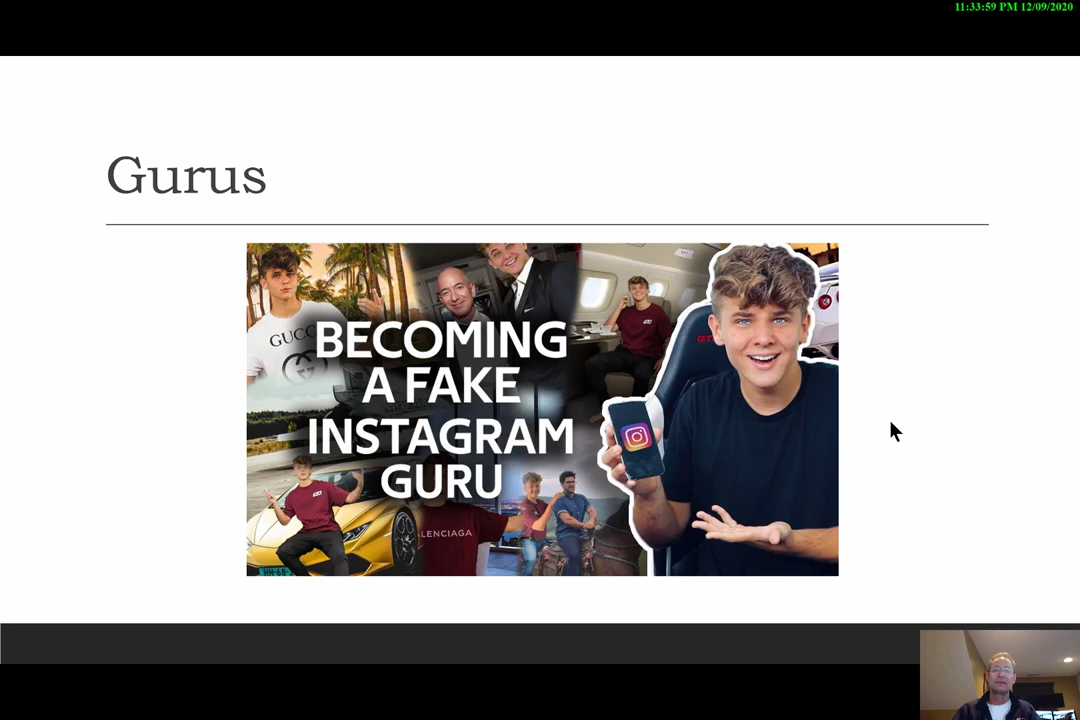 11:33:59 PM 12/09/2020
Gurus
GUCC
BECOMING
A FAKE
INSTAGRAM
GURU
LENCIAGA